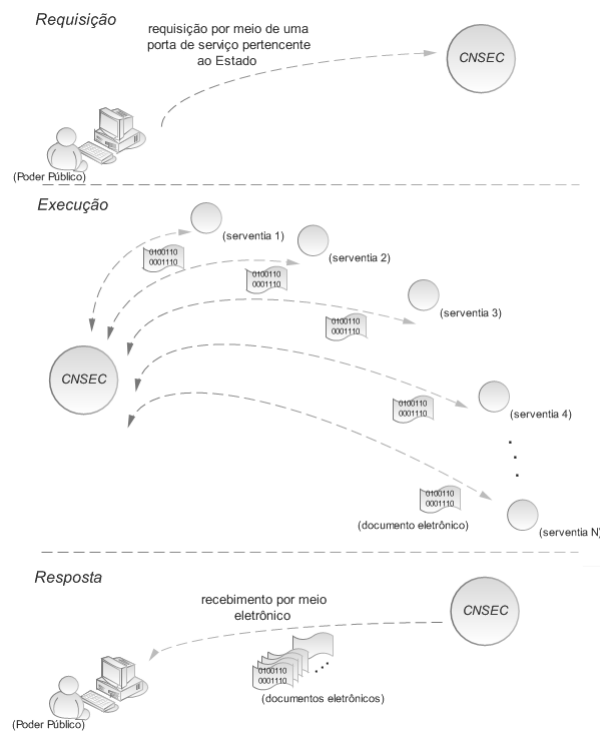 Requisição
requisição por meio de uma
porta de serviço pertencente
ao Estado
CNSEC
(Poder Público)
Execução
(serventia 1)
0100110
0001110
(serventia 2)
0100110
0001110
(serventia 3)
0100110
0001110
CNSEC
(serventia 4)
0100110
0001110
0100110
0001110
(documento eletrônico)
(serventia N)
Resposta
recebimento por meio
eletrônico
CNSEC
0100110
0001110
(documentos eletrônicos)
(Poder Público)